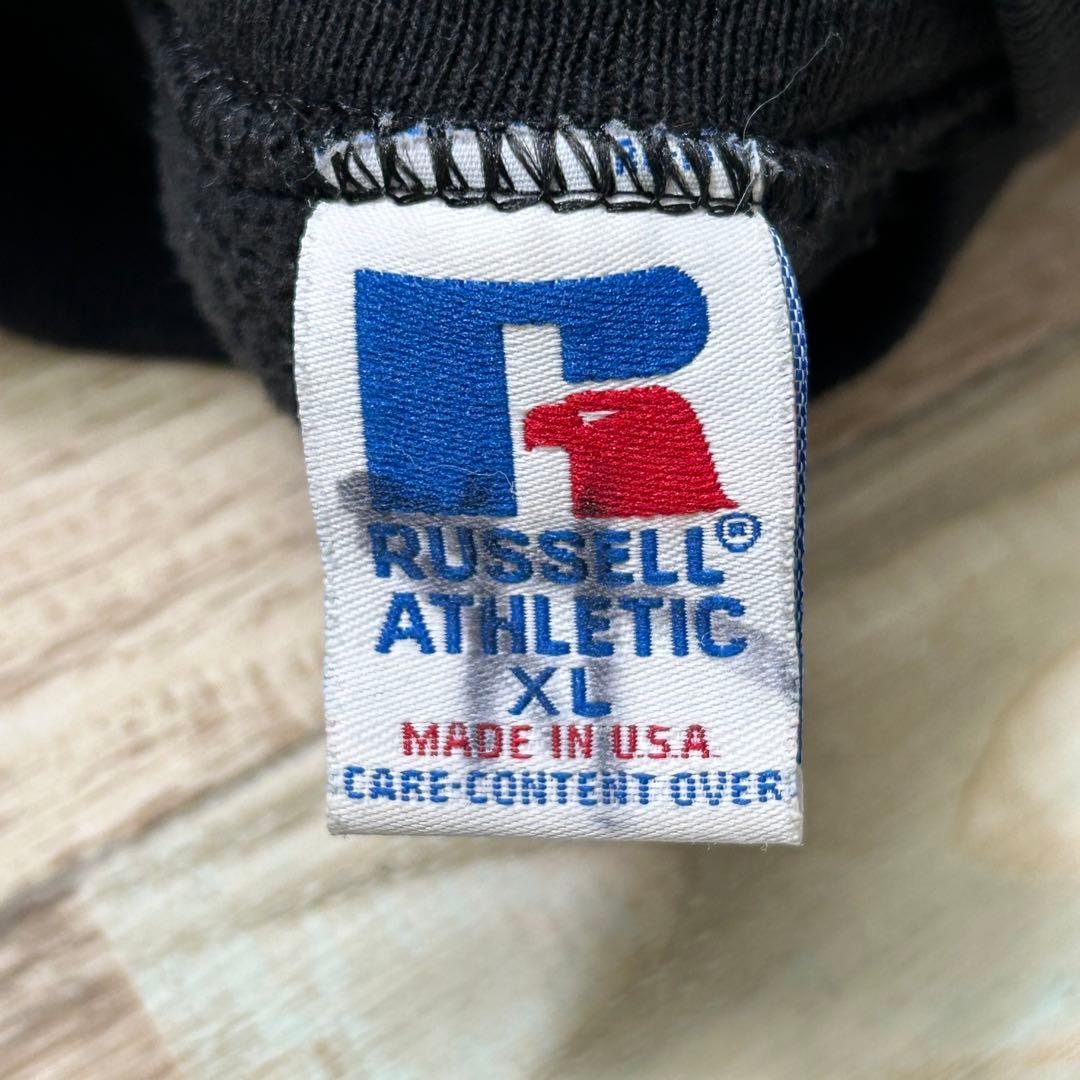 R
RUSSELL®
ATHLETIC
XL
MADE IN U.S.A.
CARE-CONTENT OVER